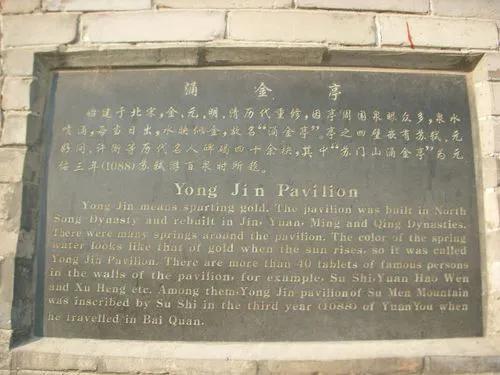 涌金亭
始建于北宋,金、元、明、清历代重修,因亭周围泉眼众多,泉水
喷涌,每当日出,水映似金,故名“涌金亭”。亭之四壁嵌有苏轼、元
好问、许衡等历代名人碑碣四十余块,其中“苏门山涌金亭”为元
祐三年(1088)苏轼游百泉时所题。
Yong Jin Pavilion
Yong Jin means spurting gold. The pavilion was built in North
Song Dynasty and rebuilt in Jin, Yuan, Ming and Qing Dynasties.
There were many springs around the pavilion. The color of the spring
water looks like that of gold when the sun rises, so it was called
Yong Jin Pavilion. There are more than 40 tablets of famous persons
in the walls of the pavilion, for example, Su Shi,Yuan Hao Wen
and Xu Heng etc. Among them,Yong Jin pavilion of Su Men Mountain
was inscribed by Su Shi in the third year (1088) of YuanYou when
he travelled in Bai Quan.